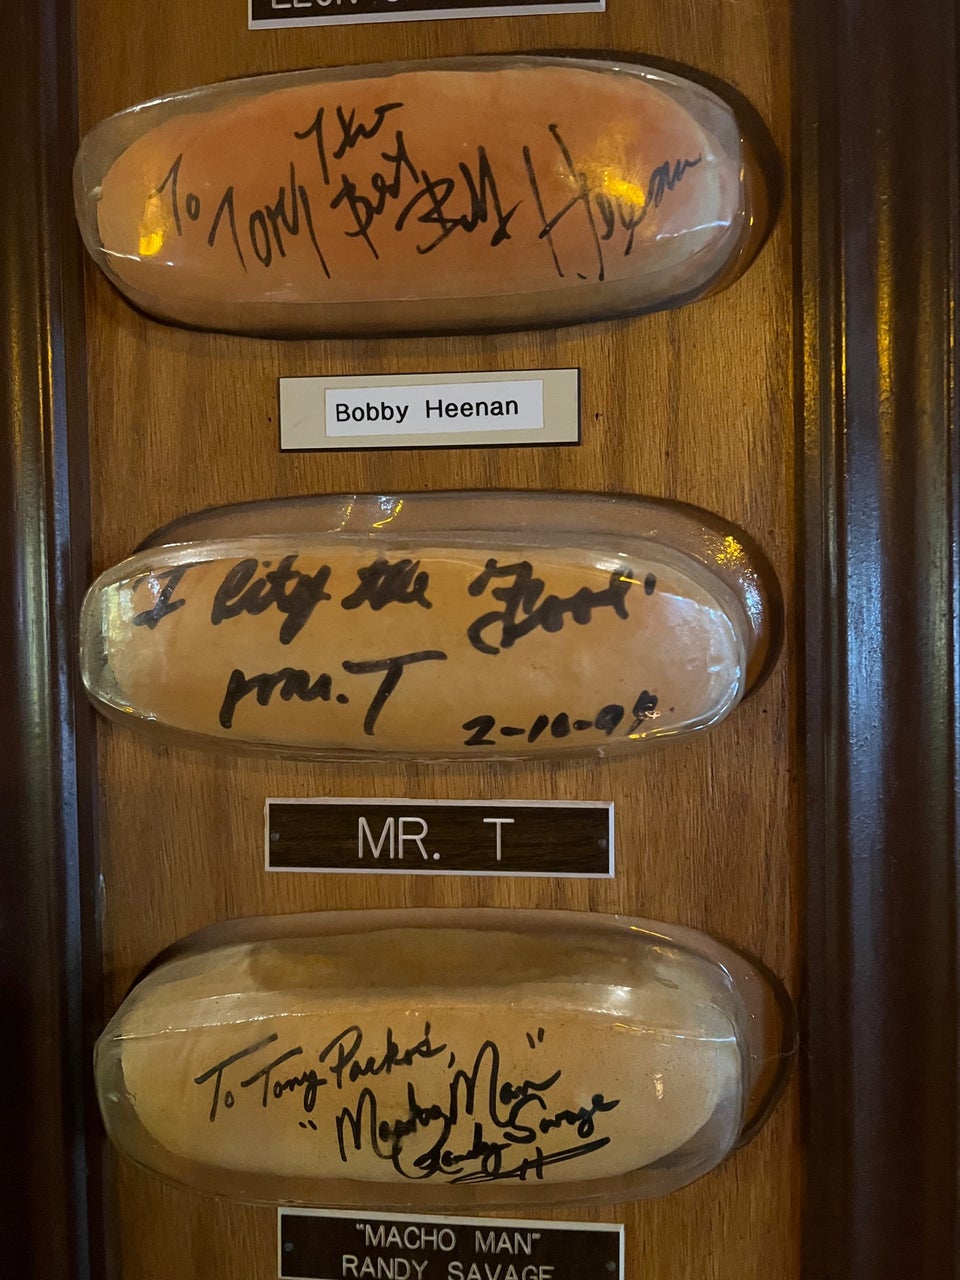 To Tony The Best
Bobby Heenan
Bobby Heenan
I Pity the "Fool"
Mr. T
MR. T
To Tony Packo's,
"Macho Man"
Randy Savage
"MACHO MAN"
RANDY SAVAGE